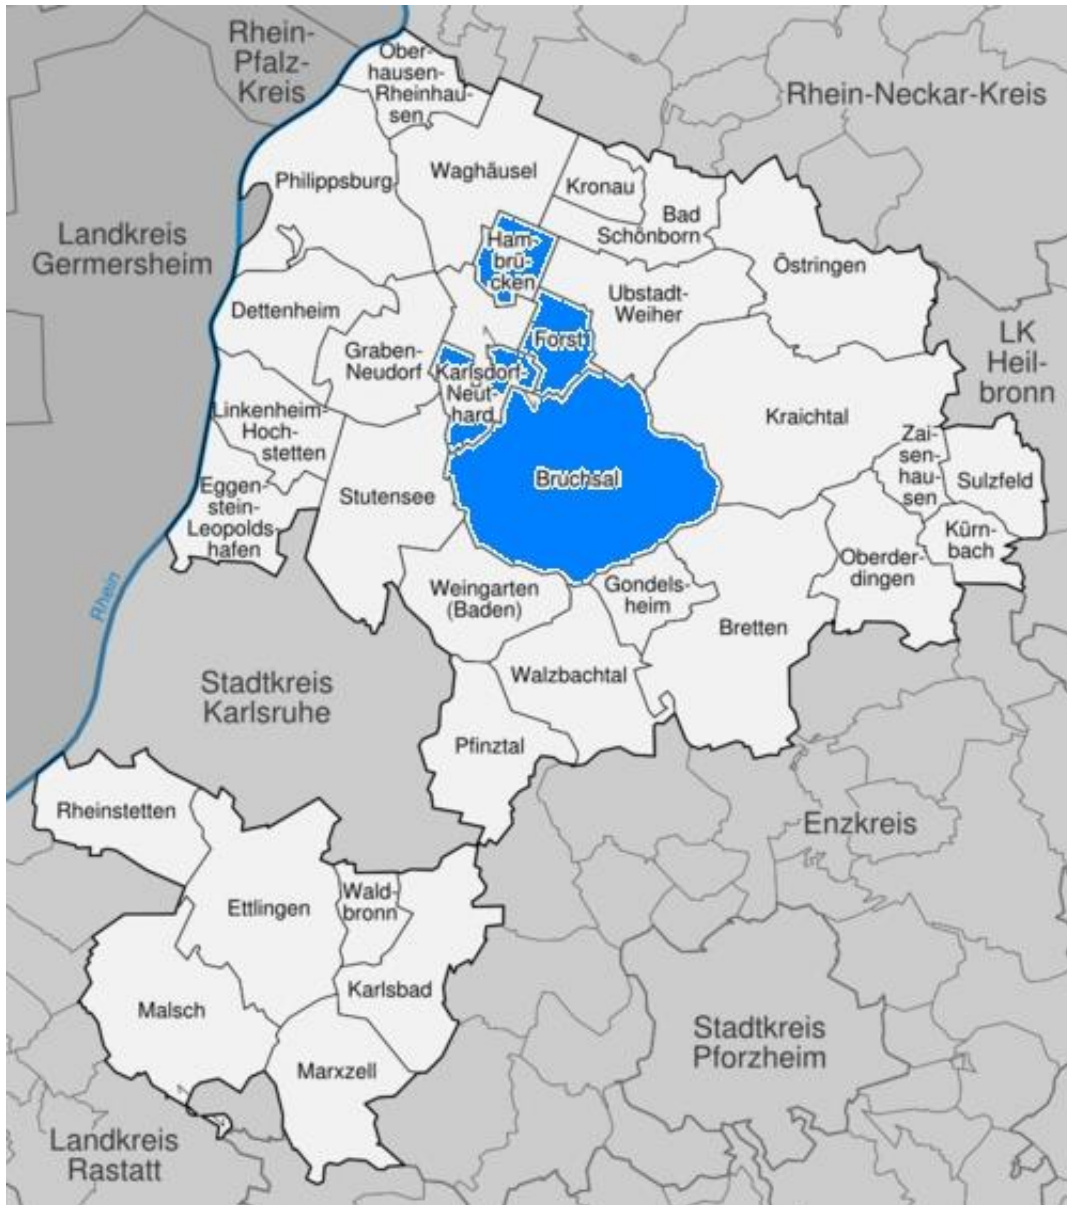 Rhein-
Pfalz-
Kreis
Ober-
hausen-
Rheinhau-
sen
Rhein-Neckar-Kreis
Philippsburg
Waghäusel
Kronau
Bad
Schönborn
Landkreis
Germersheim
Ham-
brü-
cken
Östringen
Dettenheim
Ubstadt-
Weiher
Forst
LK
Heil-
bronn
Graben-
Neudorf
Karlsdorf-
Neut-
hard
Kraichtal
Linkenheim-
Hoch-
stetten
Zai-
senhau-
sen
Sulzfeld
Bruchsal
Stutensee
Eggen-
stein-
Leopolds-
hafen
Kürn-
bach
Oberder-
dingen
Weingarten
(Baden)
Gondels-
heim
Bretten
Rhein
Walzbachtal
Stadtkreis
Karlsruhe
Pfinztal
Rheinstetten
Enzkreis
Ettlingen
Wald-
bronn
Karlsbad
Malsch
Stadtkreis
Pforzheim
Marxzell
Landkreis
Rastatt